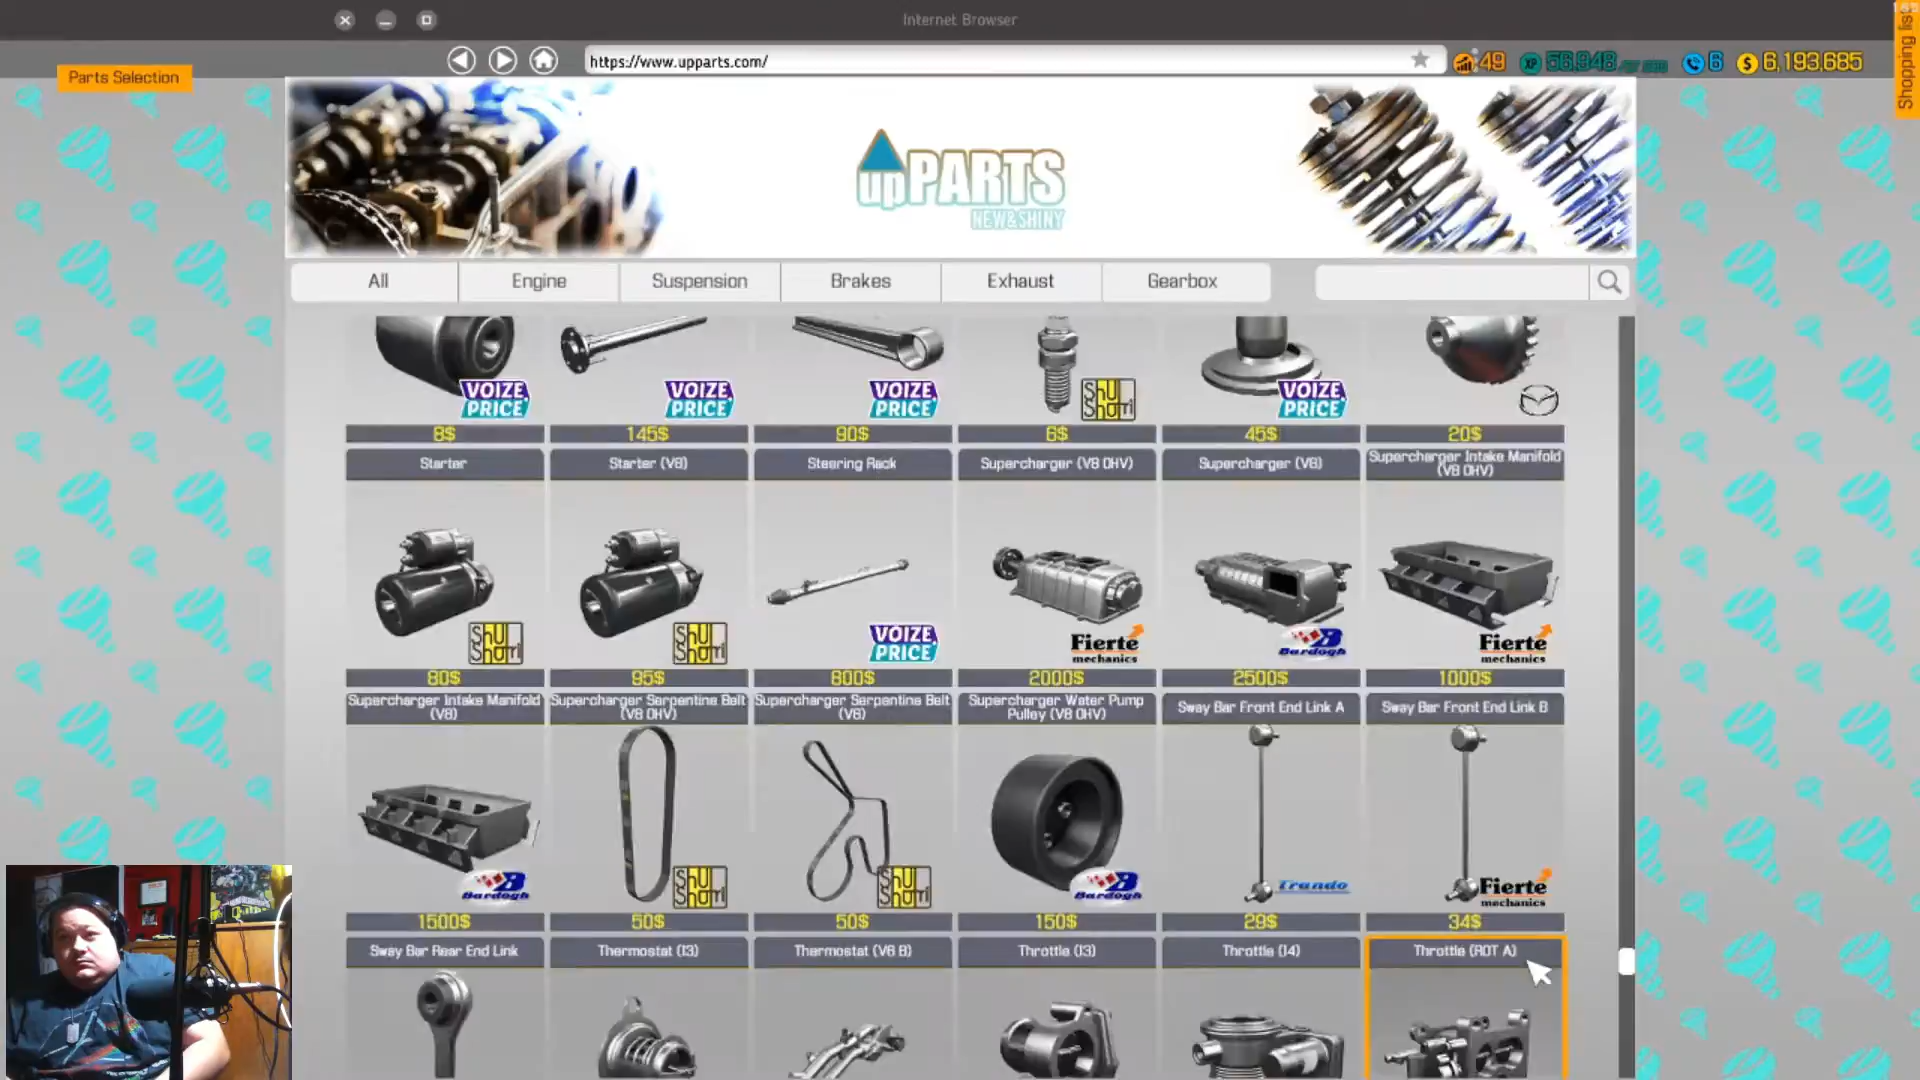 Internet Browser
Parts Selection
https://www.upparts.com/
49
56,948
6
6,193,685
Shopping lis
upPARTS
NEW&SHINY
All
Engine
Suspension
Brakes
Exhaust
Gearbox
VOIZE PRICE
VOIZE PRICE
VOIZE PRICE
Shul Shurri
VOIZE PRICE
8$
145$
90$
6$
45$
20$
Starter
Starter (V8)
Steering Rack
Supercharger (V8 OHV)
Supercharger (V8)
Supercharger Intake Manifold (V8 OHV)
VOIZE PRICE
Fierte mechanics
Bardogh
Fierte mechanics
80$
95$
800$
2000$
2500$
1000$
Supercharger Intake Manifold (V8)
Supercharger Serpentine Belt (V8 OHV)
Supercharger Serpentine Belt (V8)
Supercharger Water Pump Pulley (V8 OHV)
Sway Bar Front End Link A
Sway Bar Front End Link B
Bardogh
Bardogh
Trando
Fierte mechanics
1500$
50$
50$
150$
29$
34$
Sway Bar Rear End Link
Thermostat (I3)
Thermostat (V6 B)
Throttle (I3)
Throttle (I4)
Throttle (ROT A)